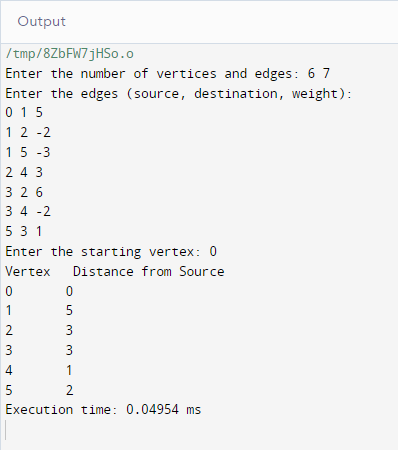 Output
/tmp/8ZbFW7jHSo.o
Enter the number of vertices and edges: 6 7
Enter the edges (source, destination, weight):
0 1 5
1 2 -2
1 5 -3
2 4 3
3 2 6
3 4 -2
5 3 1
Enter the starting vertex: 0
Vertex   Distance from Source
0        0
1        5
2        3
3        3
4        1
5        2
Execution time: 0.04954 ms